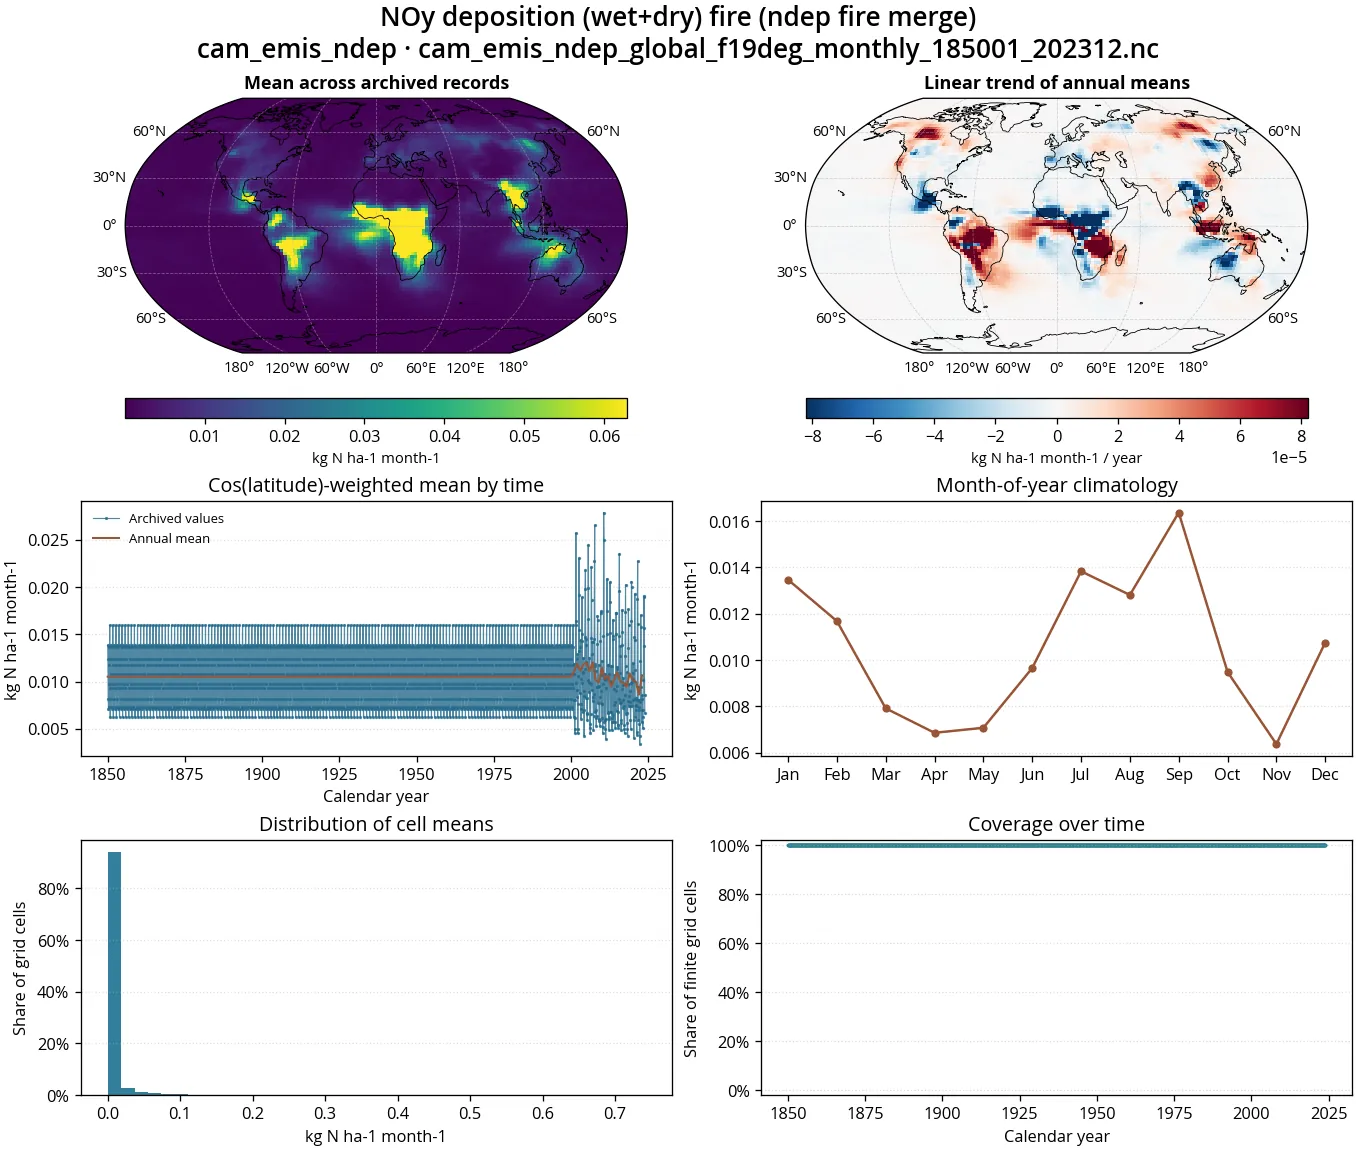 NOy deposition (wet+dry) fire (ndep fire merge)
cam_emis_ndep · cam_emis_ndep_global_f19deg_monthly_185001_202312.nc
Mean across archived records
60°N 60°N
30°N
0°
30°S
60°S 60°S
180° 120°W 60°W 0° 60°E 120°E 180°
0.01 0.02 0.03 0.04 0.05 0.06
kg N ha-1 month-1
Linear trend of annual means
60°N 60°N
30°N 30°N
0° 0°
30°S 30°S
60°S 60°S
180° 120°W 60°W 0° 60°E 120°E 180°
−8 −6 −4 −2 0 2 4 6 8
kg N ha-1 month-1 / year
1e−5
Cos(latitude)-weighted mean by time
kg N ha-1 month-1
0.025
0.020
0.015
0.010
0.005
Archived values
Annual mean
1850 1875 1900 1925 1950 1975 2000 2025
Calendar year
Month-of-year climatology
kg N ha-1 month-1
0.016
0.014
0.012
0.010
0.008
0.006
Jan Feb Mar Apr May Jun Jul Aug Sep Oct Nov Dec
Distribution of cell means
Share of grid cells
80%
60%
40%
20%
0%
0.0 0.1 0.2 0.3 0.4 0.5 0.6 0.7
kg N ha-1 month-1
Coverage over time
Share of finite grid cells
100%
80%
60%
40%
20%
0%
1850 1875 1900 1925 1950 1975 2000 2025
Calendar year